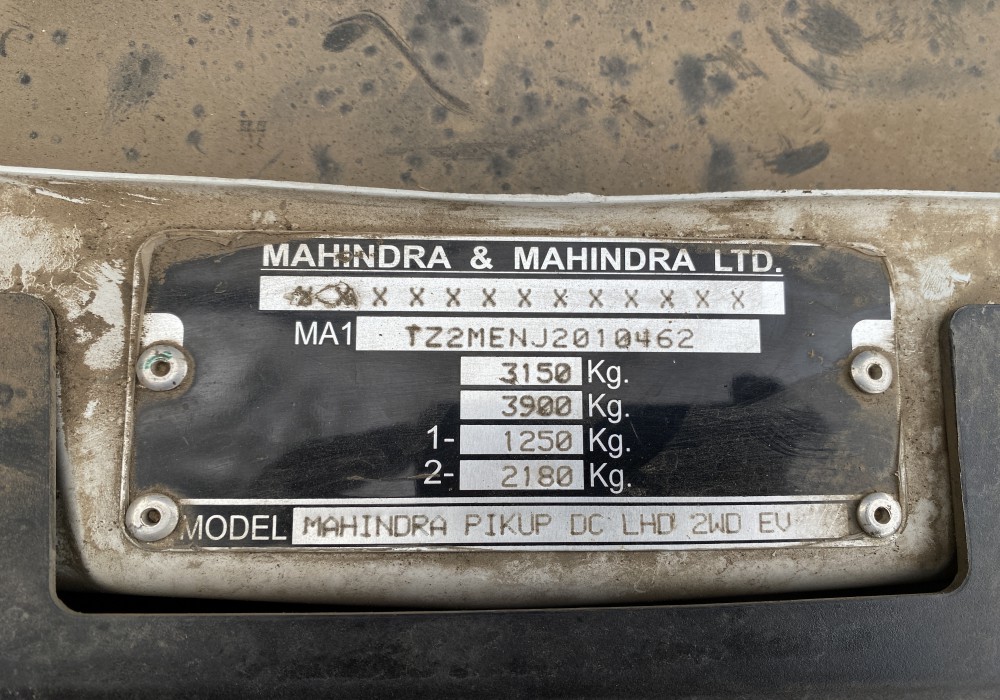 MAHINDRA & MAHINDRA LTD.
X X X X X X X X X X X X X
MA1 TZ2MENJ2010462
3150 Kg.
3900 Kg.
1- 1250 Kg.
2- 2180 Kg.
MODEL MAHINDRA PIKUP DC LHD 2WD EV